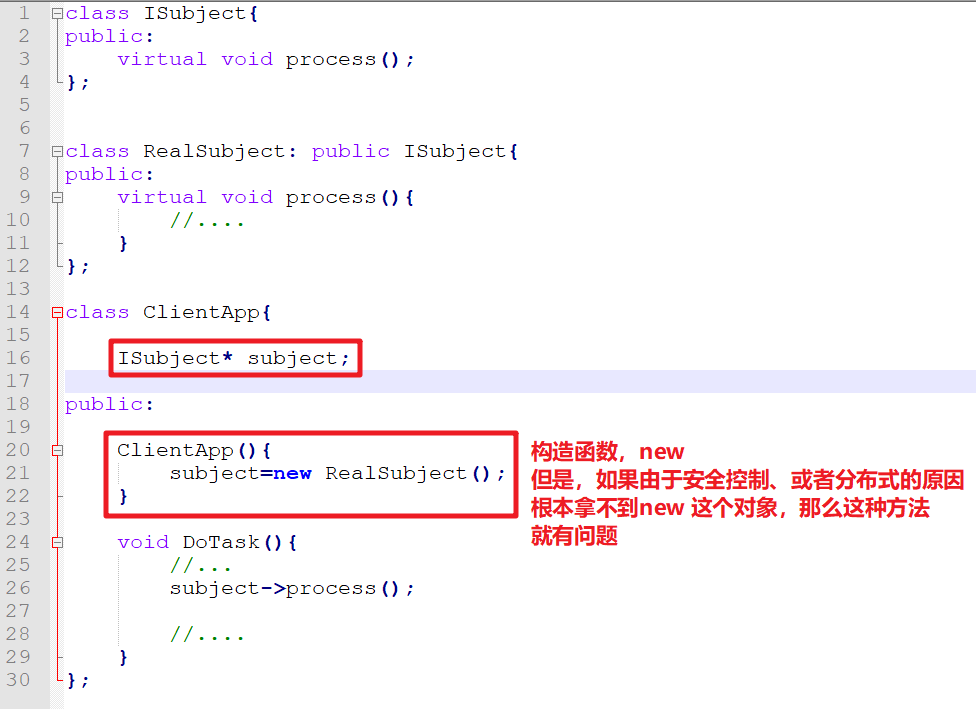 1 class ISubject{
2 public:
3     virtual void process();
4 };
5
6
7 class RealSubject: public ISubject{
8 public:
9     virtual void process(){
10         //....
11     }
12 };
13
14 class ClientApp{
15
16     ISubject* subject;
17
18 public:
19
20     ClientApp(){
构造函数，new
21         subject=new RealSubject();
但是，如果由于安全控制、或者分布式的原因
22     }
根本拿不到new 这个对象，那么这种方法
23
就有问题
24     void DoTask(){
25         //...
26         subject->process();
27
28         //....
29     }
30 };